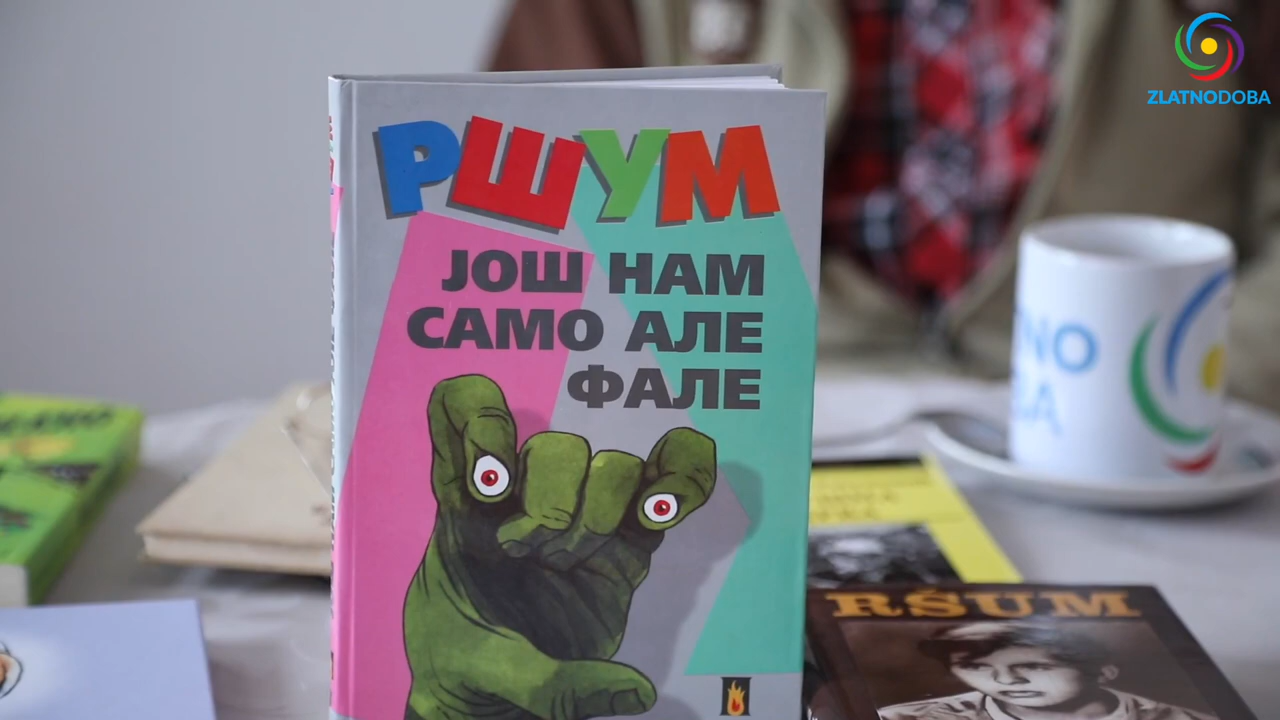 РШУМ
ЈОШ НАМ
САМО АЛЕ
ФАЛЕ
ZLATNODOBA
RŠUM